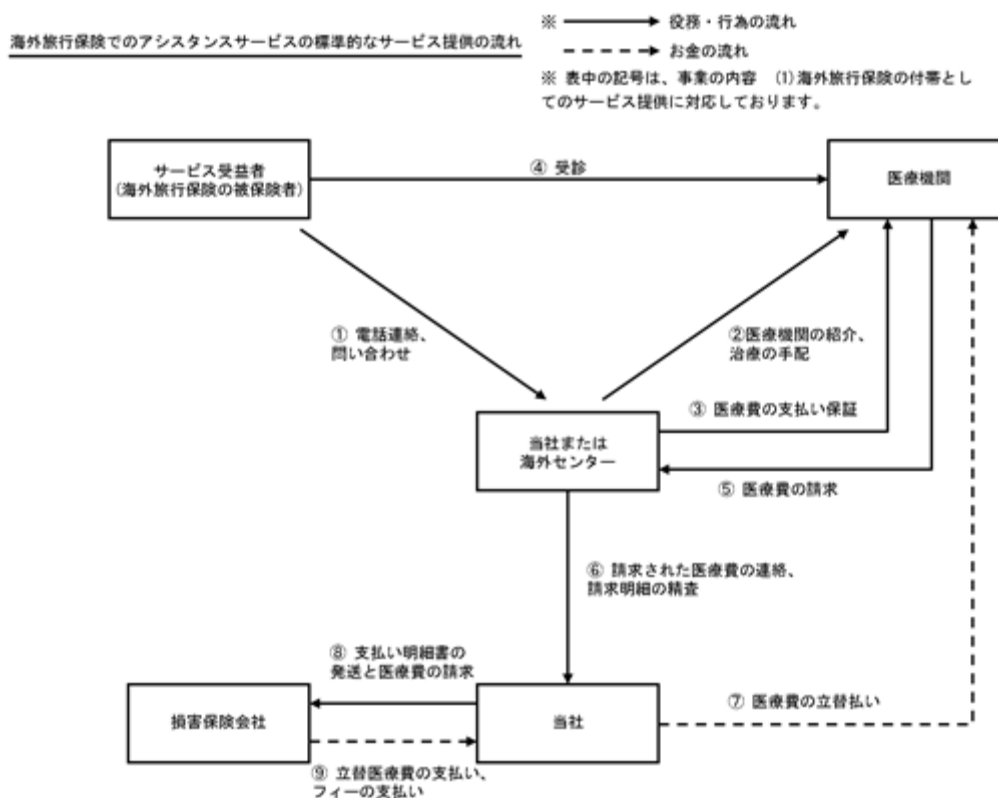 海外旅行保険でのアシスタンスサービスの標準的なサービス提供の流れ
※ 役務・行為の流れ
お金の流れ
※ 表中の記号は、事業の内容 (1)海外旅行保険の付帯とし
てのサービス提供に対応しております。
サービス受益者
(海外旅行保険の被保険者)
④ 受診
医療機関
① 電話連絡、
問い合わせ
②医療機関の紹介、
治療の手配
③ 医療費の支払い保証
当社または
海外センター
⑤ 医療費の請求
⑥ 請求された医療費の連絡、
請求明細の精査
⑧ 支払い明細書の
発送と医療費の請求
損害保険会社
当社
⑦ 医療費の立替払い
⑨ 立替医療費の支払い、
フィーの支払い